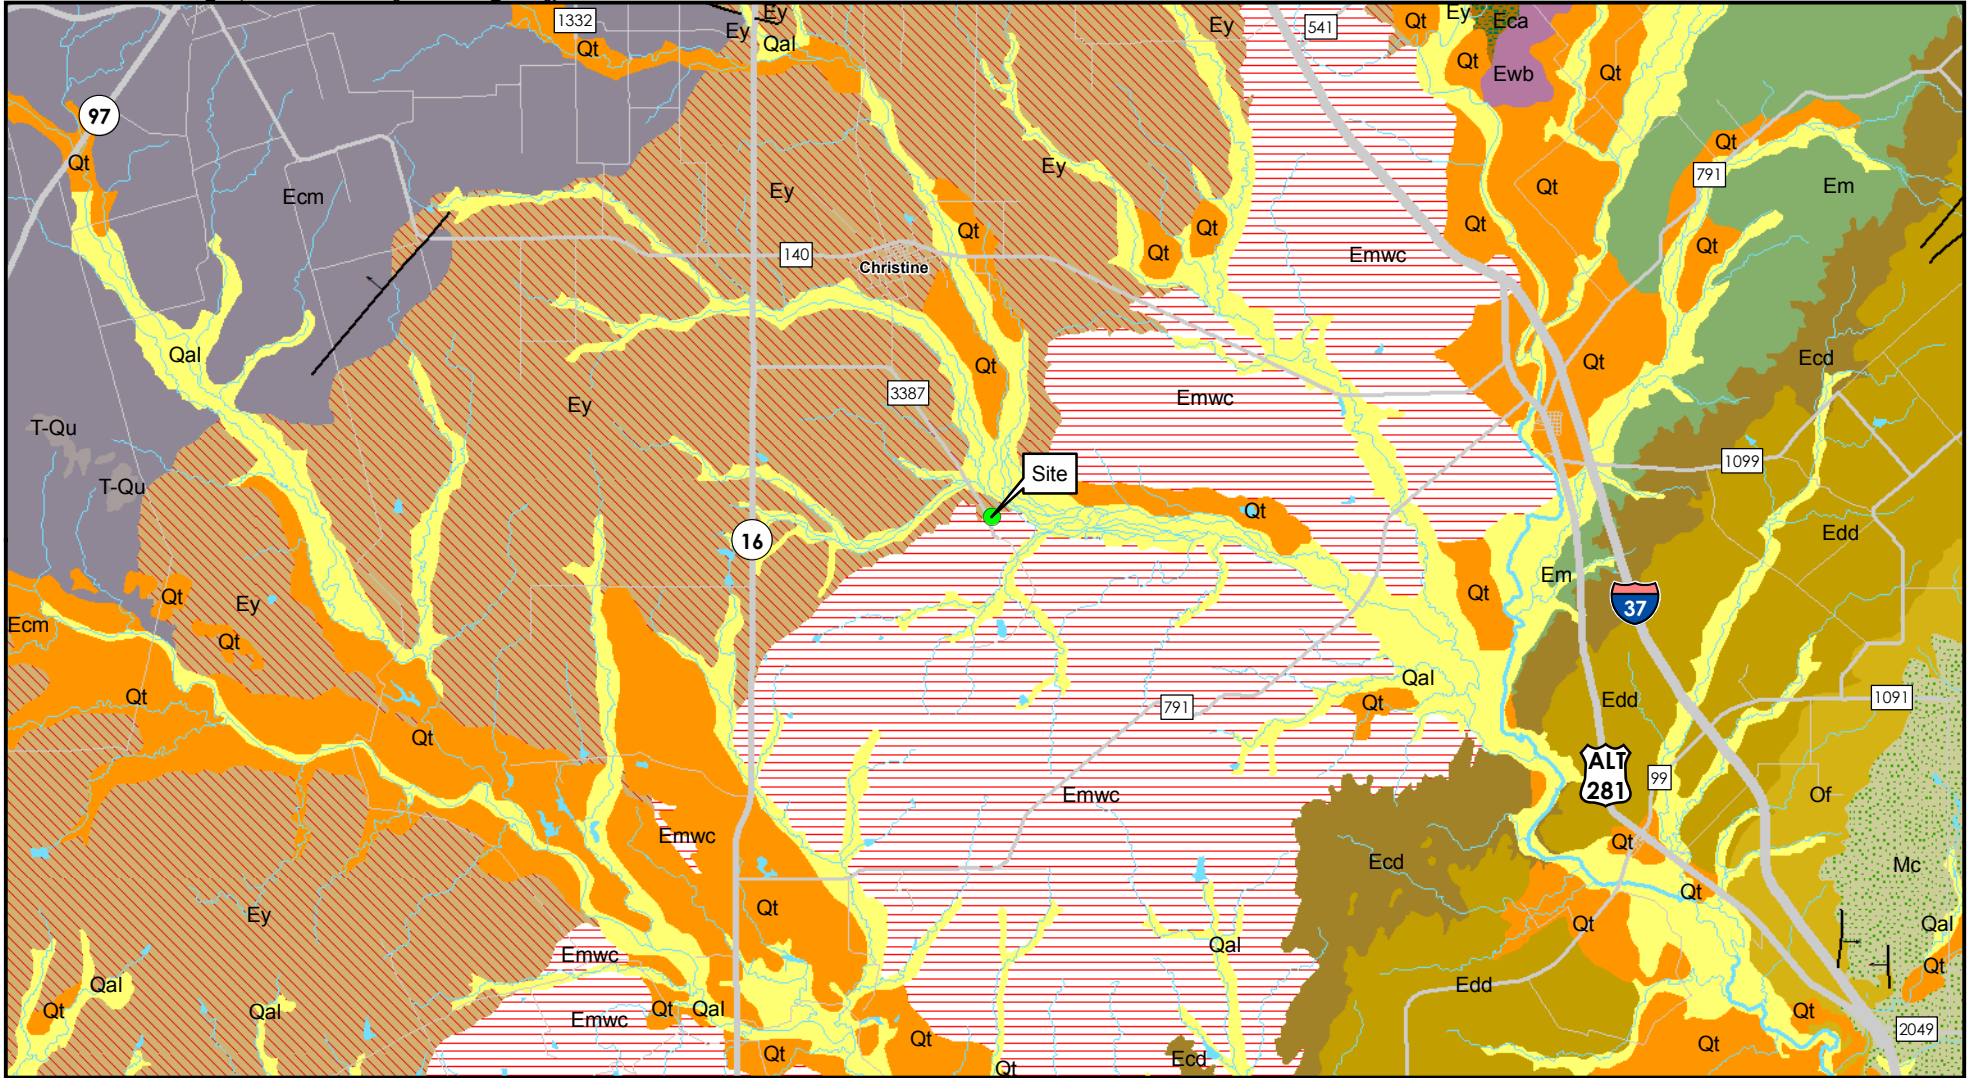 1332
Qt
Ey
Ey
Qal
Ey
541
Qt
Ey
Eca
Qt
Ewb
Qt
97
Qt
Ecm
Ey
Ey
Qt
791
Em
Qt
Qt
Qt
Qt
Qt
Qt
Qt
140
Christine
Emwc
Qal
Qt
Qt
Ecd
3387
Ey
Emwc
T-Qu
T-Qu
Site
1099
16
Qt
Edd
Em
Qt
37
Qt
Ey
Ecm
Qt
Qt
Qal
Edd
1091
791
Qt
Qt
ALT
281
99
Of
Emwc
Emwc
Qt
Ecd
Mc
Qt
Qt
Ey
Qt
Qal
Qal
Emwc
Qt
Edd
Qal
Qt
Qal
Emwc
Qt
Qal
Qt
2049
Qt
Qt
Qt
Ecd
Qt